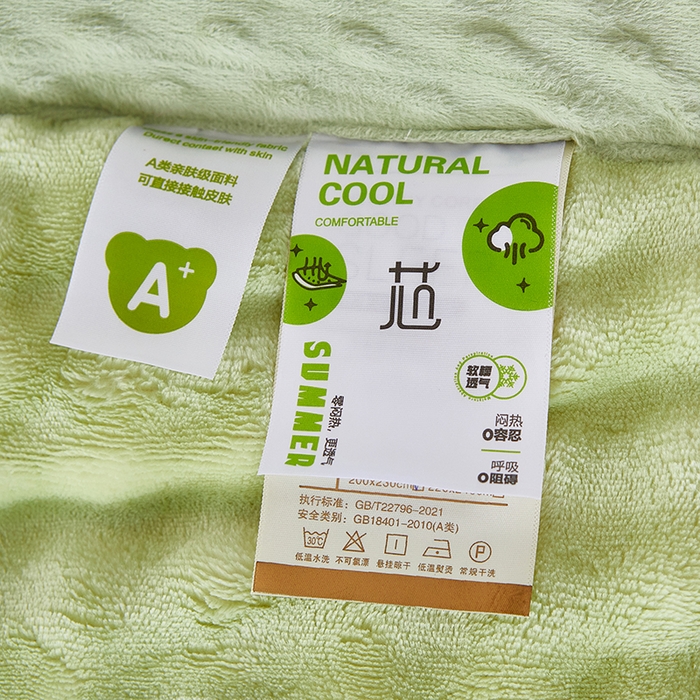 Direct contact with skin
A类亲肤级面料
可直接接触皮肤
A+
NATURAL
COOL
COMFORTABLE
芯
软糯
透气
SUMMER
零闷热,更透气
闷热
0容忍
呼吸
0阻碍
200x230cm
执行标准：GB/T22796-2021
安全类别：GB18401-2010(A类)
30℃
P
低温水洗 不可氯漂 悬挂晾干 低温熨烫 常规干洗